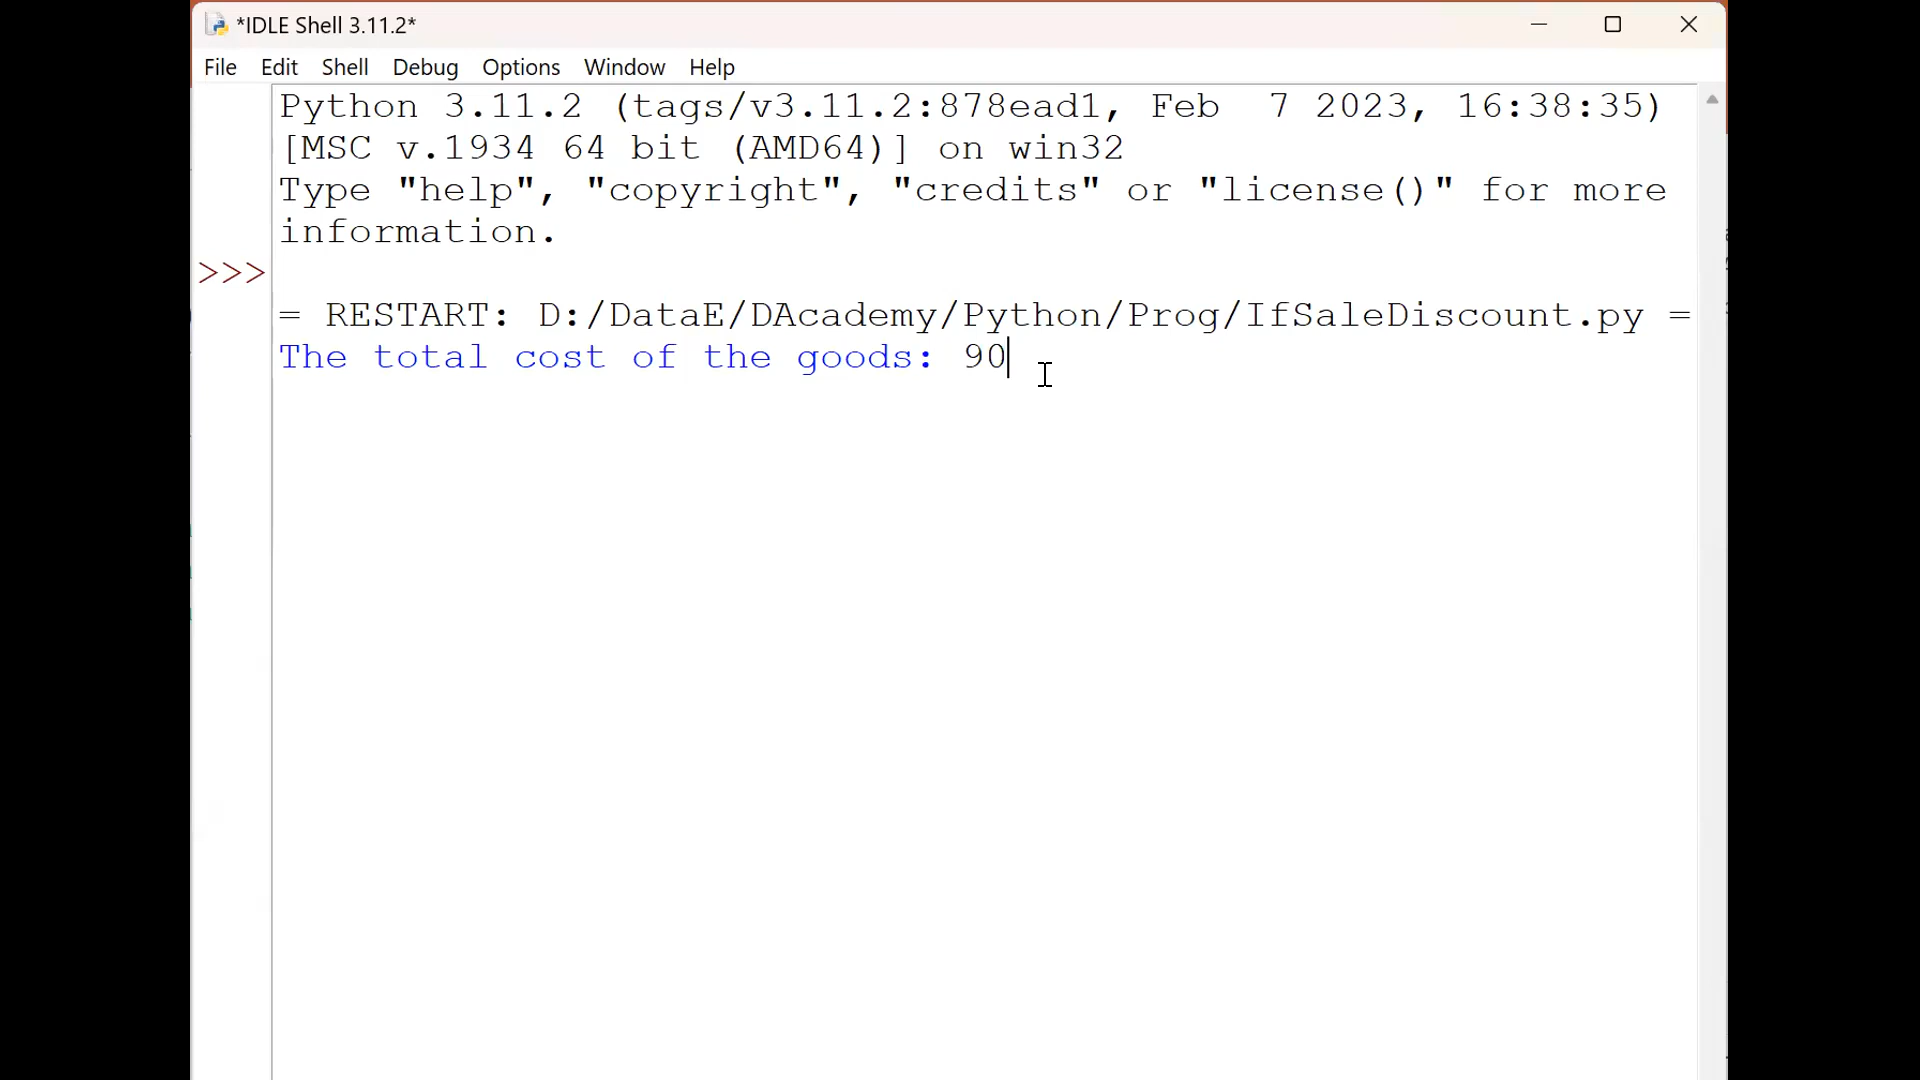 *IDLE Shell 3.11.2*
File Edit Shell Debug Options Window Help
Python 3.11.2 (tags/v3.11.2:878ead1, Feb  7 2023, 16:38:35)
[MSC v.1934 64 bit (AMD64)] on win32
Type "help", "copyright", "credits" or "license()" for more
information.
>>>
= RESTART: D:/DataE/DAcademy/Python/Prog/IfSaleDiscount.py =
The total cost of the goods: 90